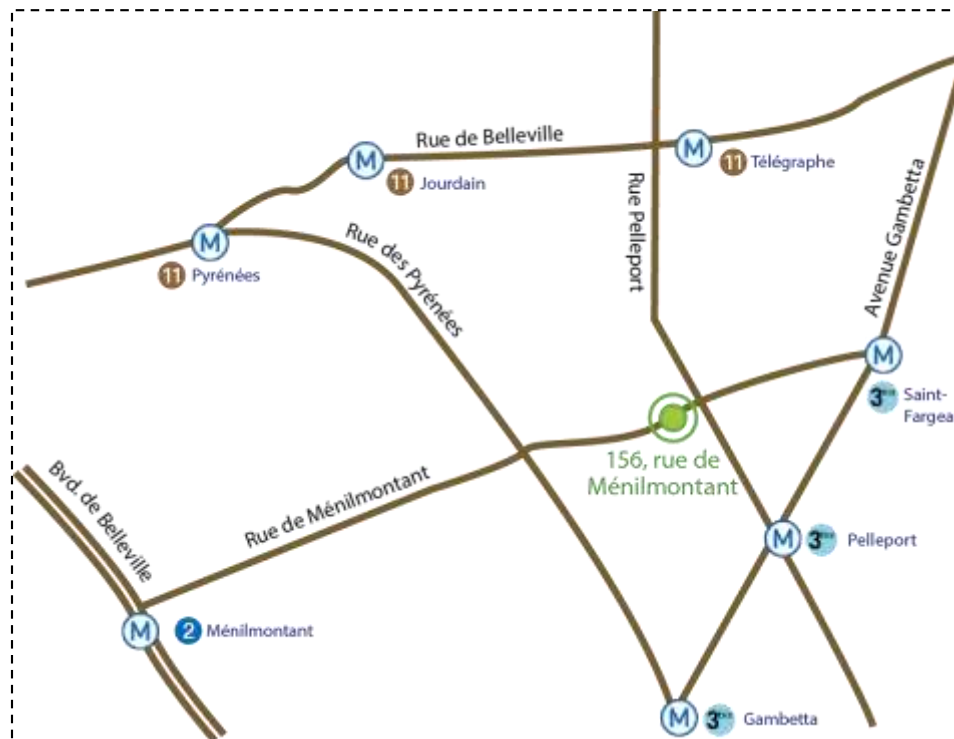 Rue de Belleville
M
11 Jourdain
M
11 Télégraphe
Rue Pelleport
Avenue Gambetta
M
11 Pyrénées
Rue des Pyrénées
M
3BIS Saint-
Fargea
156, rue de
Ménilmontant
Rue de Ménilmontant
Bvd. de Belleville
M
3BIS Pelleport
M
2 Ménilmontant
M
3BIS Gambetta